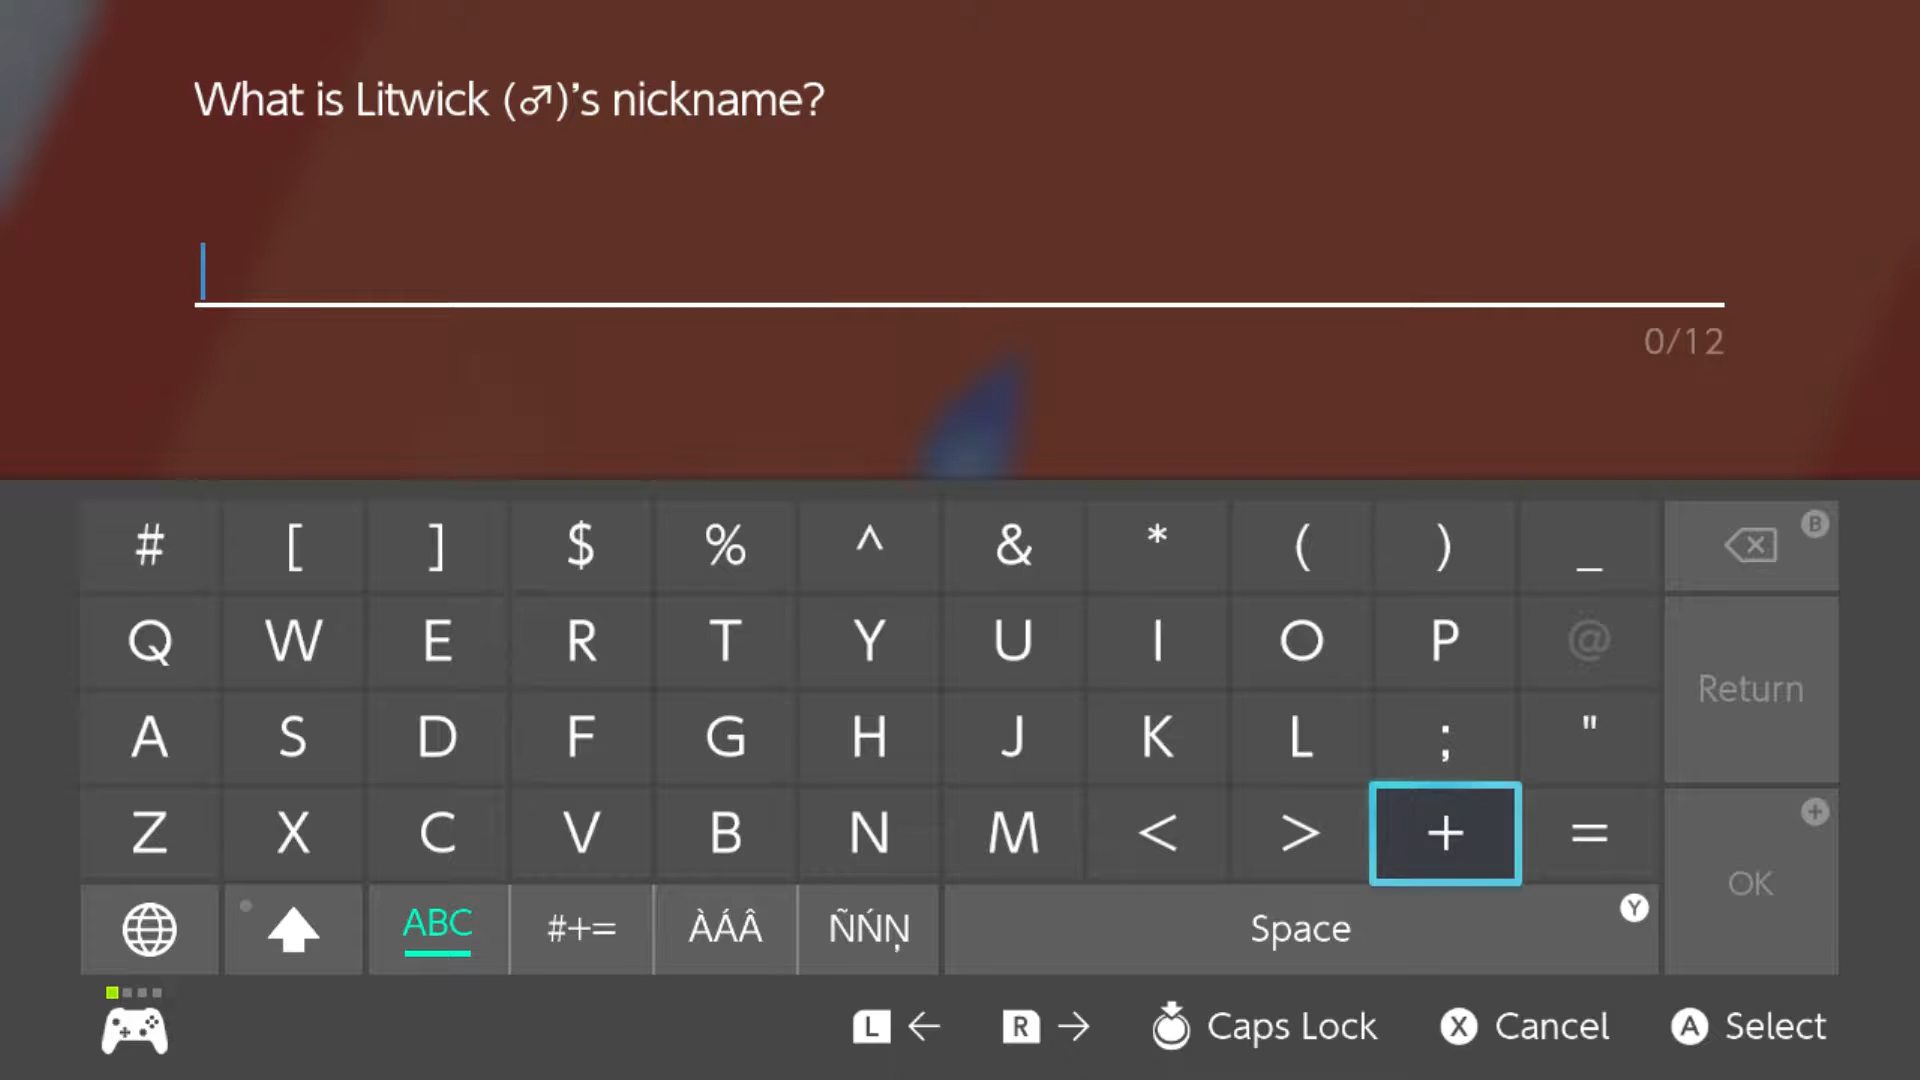 What is Litwick (♂)'s nickname?
0/12
# [ ] $ % ^ & * ( ) _ B
Q W E R T Y U I O P @
Return
A S D F G H J K L ; "
Z X C V B N M < > + =
OK
ABC #+= ÀÁÂ ÑŃŅ Space Y
L ← R → Caps Lock X Cancel A Select